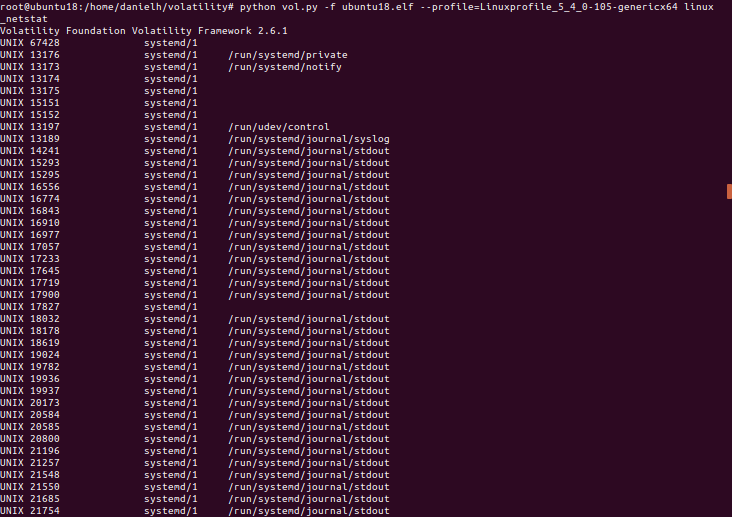 root@ubuntu18:/home/danielh/volatility# python vol.py -f ubuntu18.elf --profile=Linuxprofile_5_4_0-105-genericx64 linux
_netstat
Volatility Foundation Volatility Framework 2.6.1
UNIX 67428              systemd/1
UNIX 13176              systemd/1     /run/systemd/private
UNIX 13173              systemd/1     /run/systemd/notify
UNIX 13174              systemd/1
UNIX 13175              systemd/1
UNIX 15151              systemd/1
UNIX 15152              systemd/1
UNIX 13197              systemd/1     /run/udev/control
UNIX 13189              systemd/1     /run/systemd/journal/syslog
UNIX 14241              systemd/1     /run/systemd/journal/stdout
UNIX 15293              systemd/1     /run/systemd/journal/stdout
UNIX 15295              systemd/1     /run/systemd/journal/stdout
UNIX 16556              systemd/1     /run/systemd/journal/stdout
UNIX 16774              systemd/1     /run/systemd/journal/stdout
UNIX 16843              systemd/1     /run/systemd/journal/stdout
UNIX 16910              systemd/1     /run/systemd/journal/stdout
UNIX 16977              systemd/1     /run/systemd/journal/stdout
UNIX 17057              systemd/1     /run/systemd/journal/stdout
UNIX 17233              systemd/1     /run/systemd/journal/stdout
UNIX 17645              systemd/1     /run/systemd/journal/stdout
UNIX 17719              systemd/1     /run/systemd/journal/stdout
UNIX 17900              systemd/1     /run/systemd/journal/stdout
UNIX 17827              systemd/1
UNIX 18032              systemd/1     /run/systemd/journal/stdout
UNIX 18178              systemd/1     /run/systemd/journal/stdout
UNIX 18619              systemd/1     /run/systemd/journal/stdout
UNIX 19024              systemd/1     /run/systemd/journal/stdout
UNIX 19782              systemd/1     /run/systemd/journal/stdout
UNIX 19936              systemd/1     /run/systemd/journal/stdout
UNIX 19937              systemd/1     /run/systemd/journal/stdout
UNIX 20173              systemd/1     /run/systemd/journal/stdout
UNIX 20584              systemd/1     /run/systemd/journal/stdout
UNIX 20585              systemd/1     /run/systemd/journal/stdout
UNIX 20800              systemd/1     /run/systemd/journal/stdout
UNIX 21196              systemd/1     /run/systemd/journal/stdout
UNIX 21257              systemd/1     /run/systemd/journal/stdout
UNIX 21548              systemd/1     /run/systemd/journal/stdout
UNIX 21550              systemd/1     /run/systemd/journal/stdout
UNIX 21685              systemd/1     /run/systemd/journal/stdout
UNIX 21754              systemd/1     /run/systemd/journal/stdout